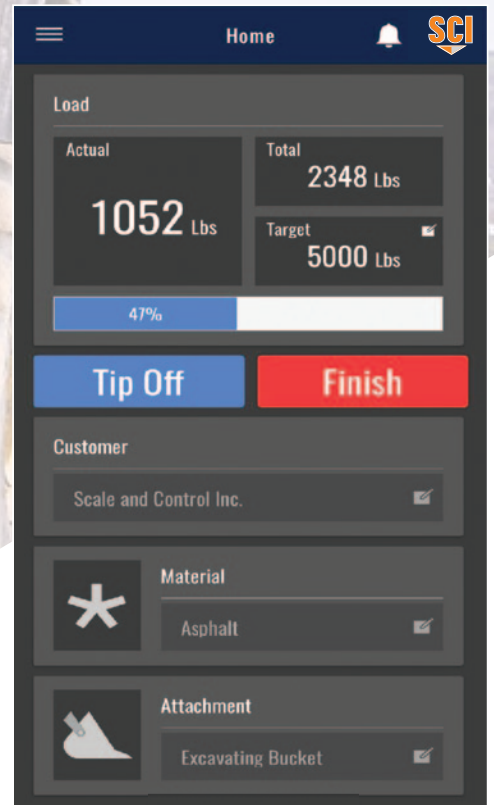 Home
SCI
Load
Actual
1052 Lbs
Total
2348 Lbs
Target
5000 Lbs
47%
Tip Off
Finish
Customer
Scale and Control Inc.
Material
Asphalt
Attachment
Excavating Bucket